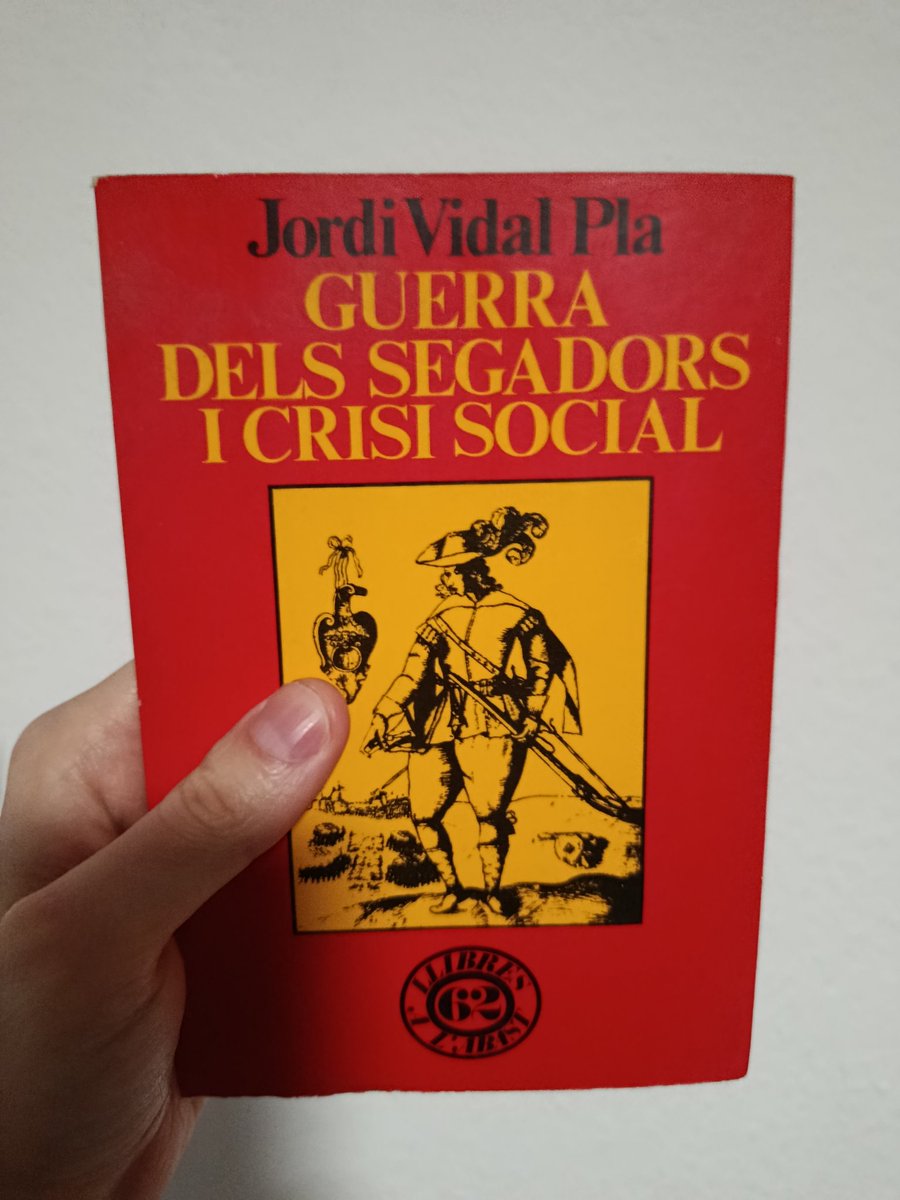 Jordi Vidal Pla
GUERRA
DELS SEGADORS
I CRISI SOCIAL
LLIBRES
62
A L'ABAST